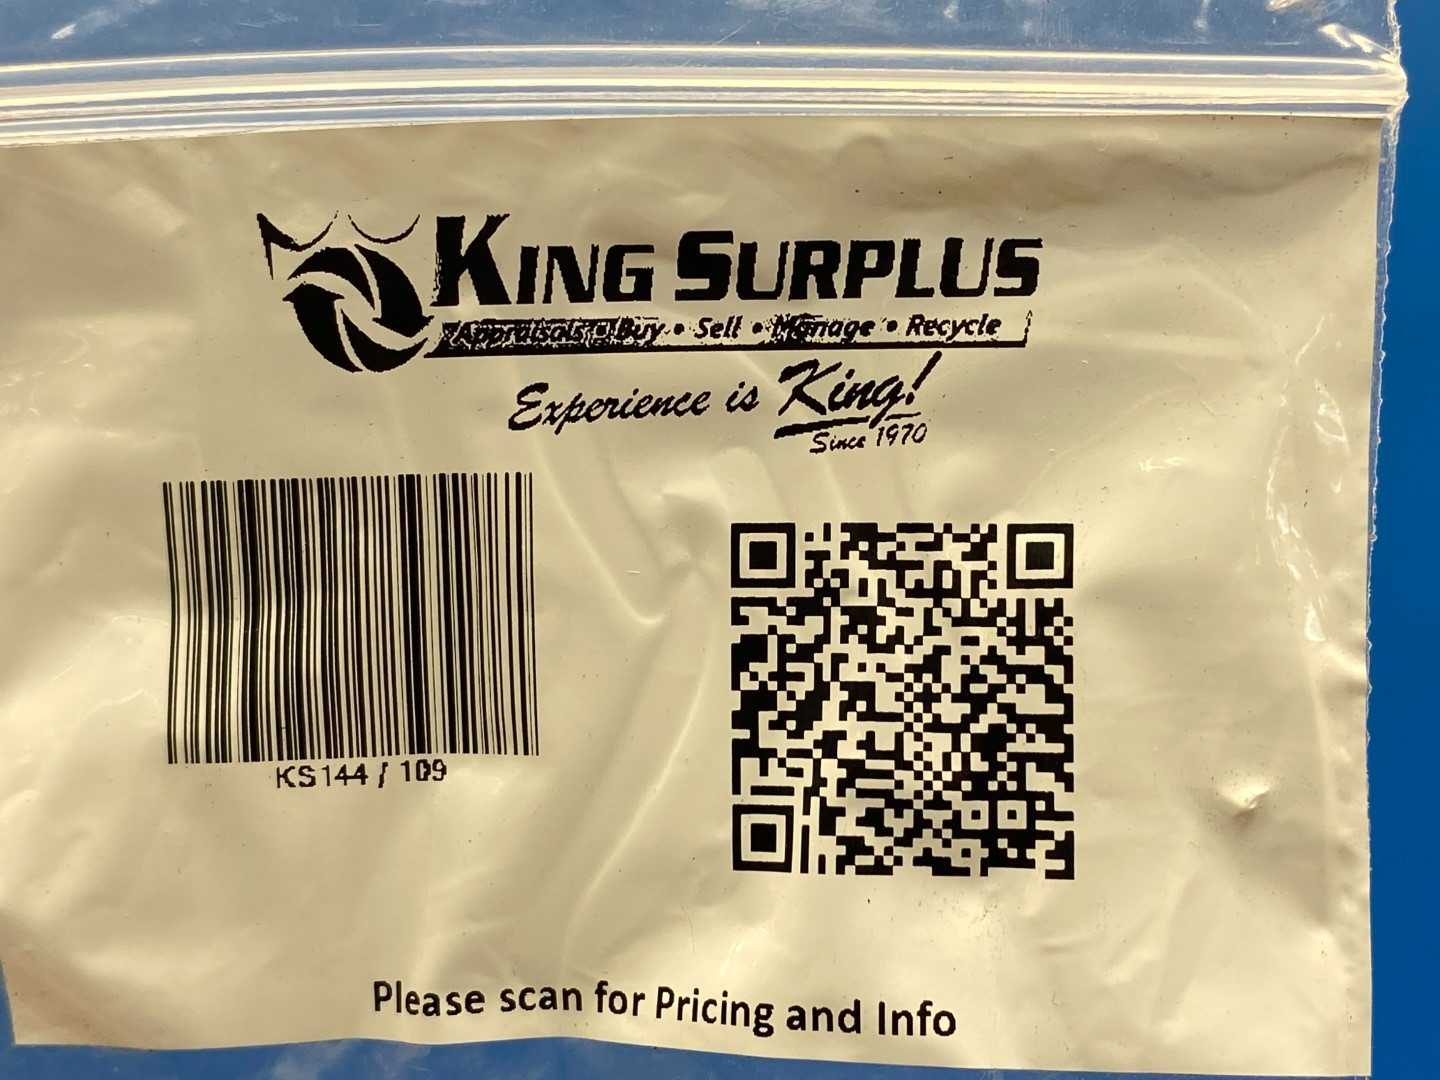 KING SURPLUS
Appraisals • Buy • Sell • Manage • Recycle
Experience is King!
Since 1970
KS144 / 109
Please scan for Pricing and Info